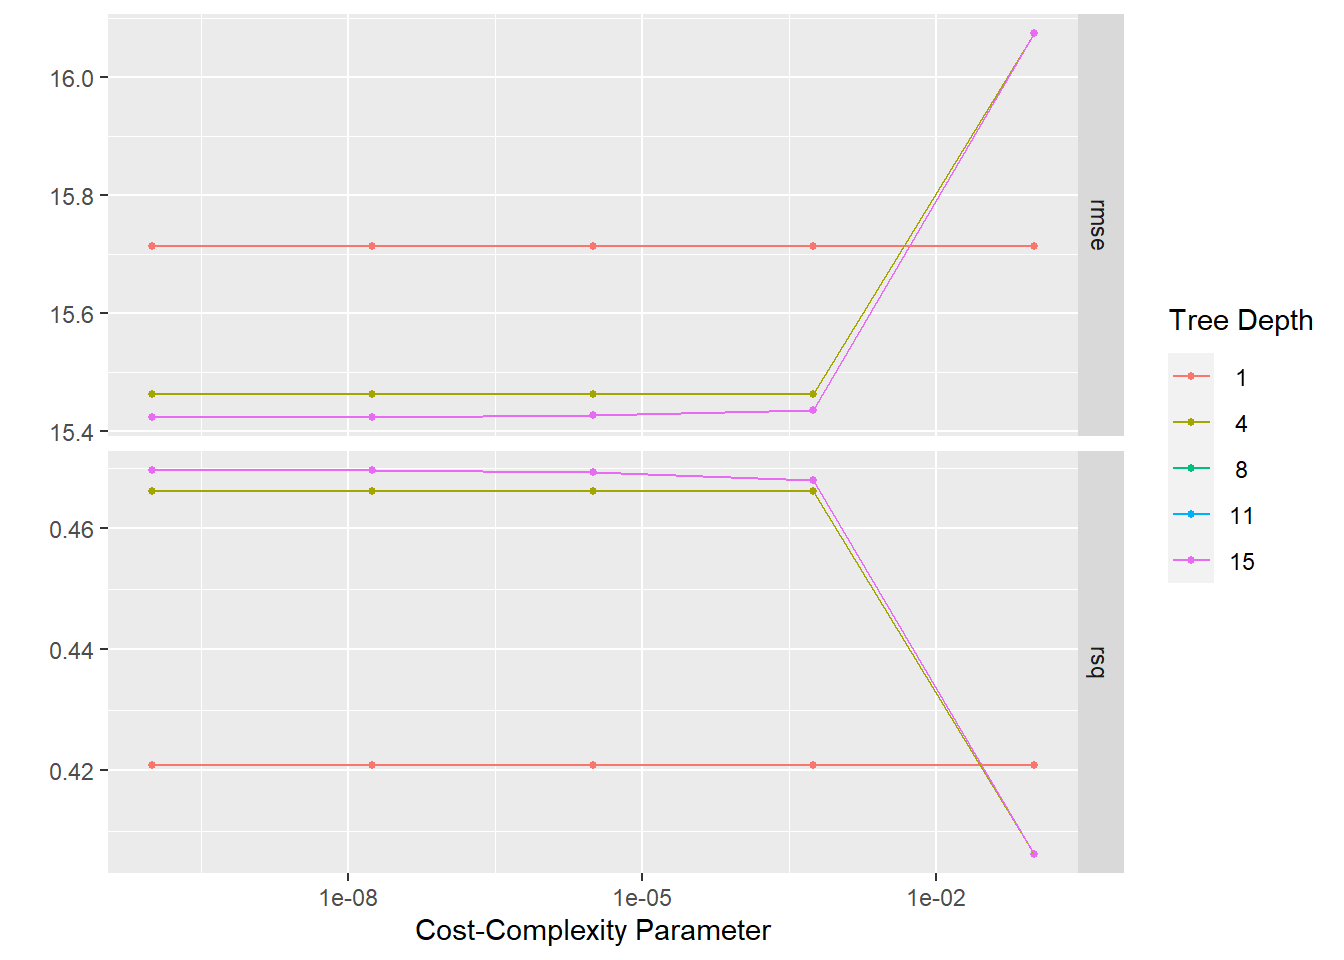 16.0
15.8
15.6
15.4
rmse
0.46
0.44
0.42
rsq
1e-08
1e-05
1e-02
Cost-Complexity Parameter
Tree Depth
1
4
8
11
15